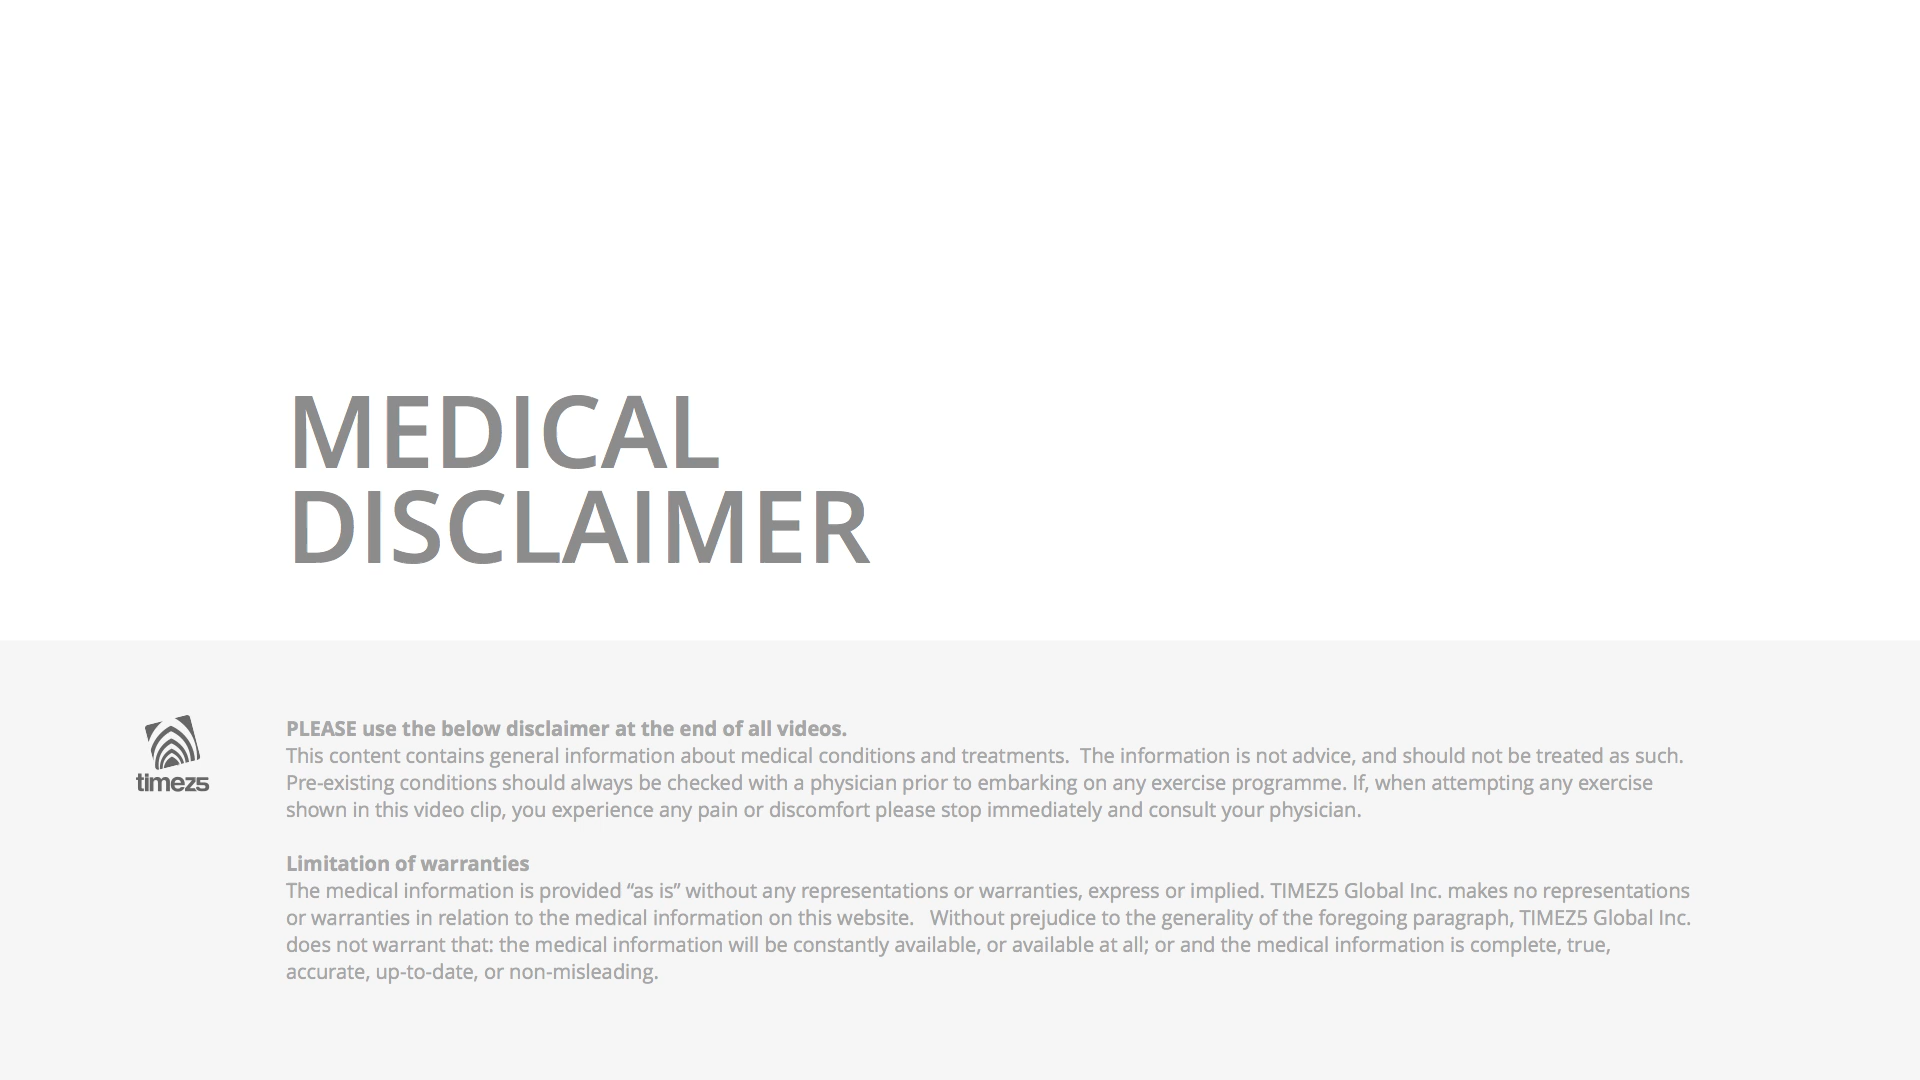 MEDICAL
DISCLAIMER
timez5
PLEASE use the below disclaimer at the end of all videos.
This content contains general information about medical conditions and treatments.  The information is not advice, and should not be treated as such.
Pre-existing conditions should always be checked with a physician prior to embarking on any exercise programme. If, when attempting any exercise
shown in this video clip, you experience any pain or discomfort please stop immediately and consult your physician.
Limitation of warranties
The medical information is provided “as is” without any representations or warranties, express or implied. TIMEZ5 Global Inc. makes no representations
or warranties in relation to the medical information on this website.   Without prejudice to the generality of the foregoing paragraph, TIMEZ5 Global Inc.
does not warrant that: the medical information will be constantly available, or available at all; or and the medical information is complete, true,
accurate, up-to-date, or non-misleading.